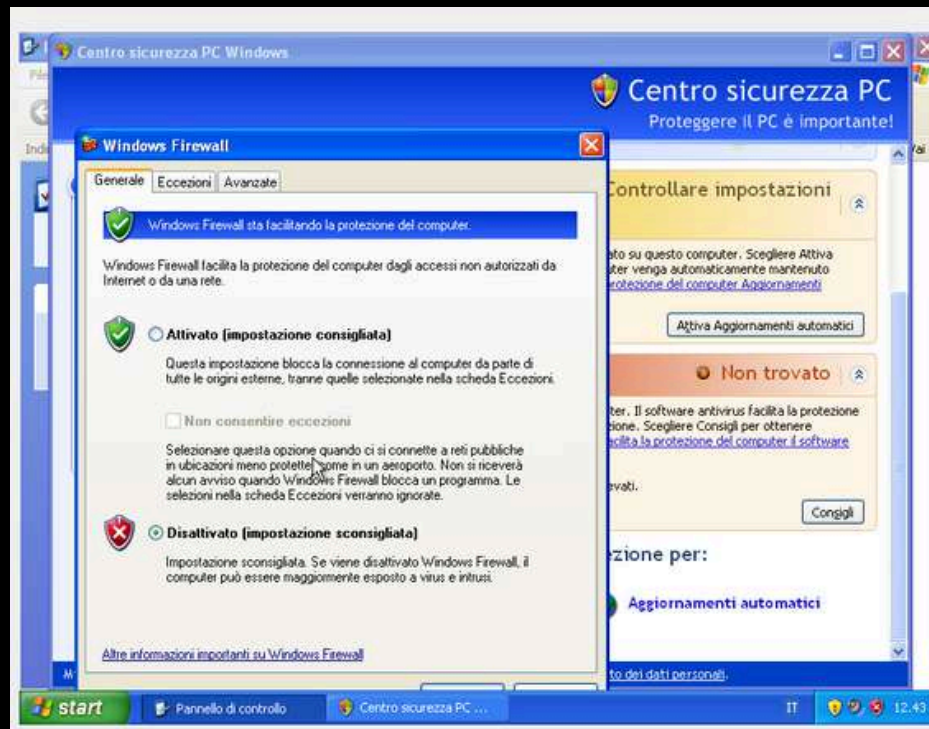 Centro sicurezza PC Windows
File
Centro sicurezza PC
Proteggere il PC è importante!
Windows Firewall
Generale Eccezioni Avanzate
Windows Firewall sta facilitando la protezione del computer.
Windows Firewall facilita la protezione del computer dagli accessi non autorizzati da
Internet o da una rete.
Attivato (impostazione consigliata)
Questa impostazione blocca la connessione al computer da parte di
tutte le origini esterne, tranne quelle selezionate nella scheda Eccezioni.
Non consentire eccezioni
Selezionare questa opzione quando ci si connette a reti pubbliche
in ubicazioni meno protette, come in un aeroporto. Non si riceverà
alcun avviso quando Windows Firewall blocca un programma. Le
selezioni nella scheda Eccezioni verranno ignorate.
Disattivato (impostazione sconsigliata)
Impostazione sconsigliata. Se viene disattivato Windows Firewall, il
computer può essere maggiormente esposto a virus e intrusi.
Altre informazioni importanti su Windows Firewall
Controllare impostazioni
ato su questo computer. Scegliere Attiva
ter venga automaticamente mantenuto
protezione del computer Aggiornamenti
Attiva Aggiornamenti automatici
Non trovato
ter. Il software antivirus facilita la protezione
zione. Scegliere Consigli per ottenere
acilita la protezione del computer il software
evati.
Consigli
ezione per:
Aggiornamenti automatici
to dei dati personali.
start Pannello di controllo Centro sicurezza PC ... IT 12.43